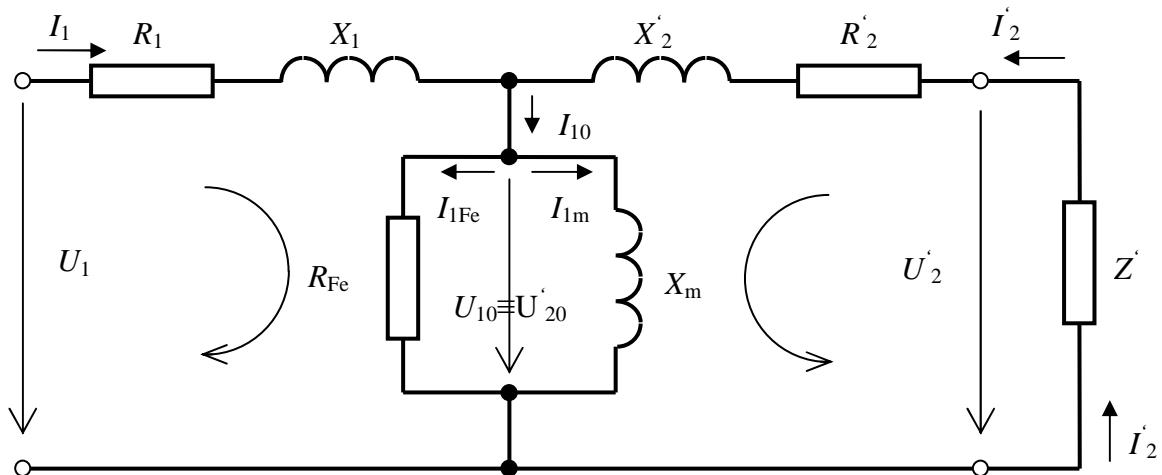 I1 R1 X1 X‘2 R‘2 I‘2
I10
I1Fe I1m
U1 RFe U10≡U‘20 Xm U‘2 Z‘
I‘2